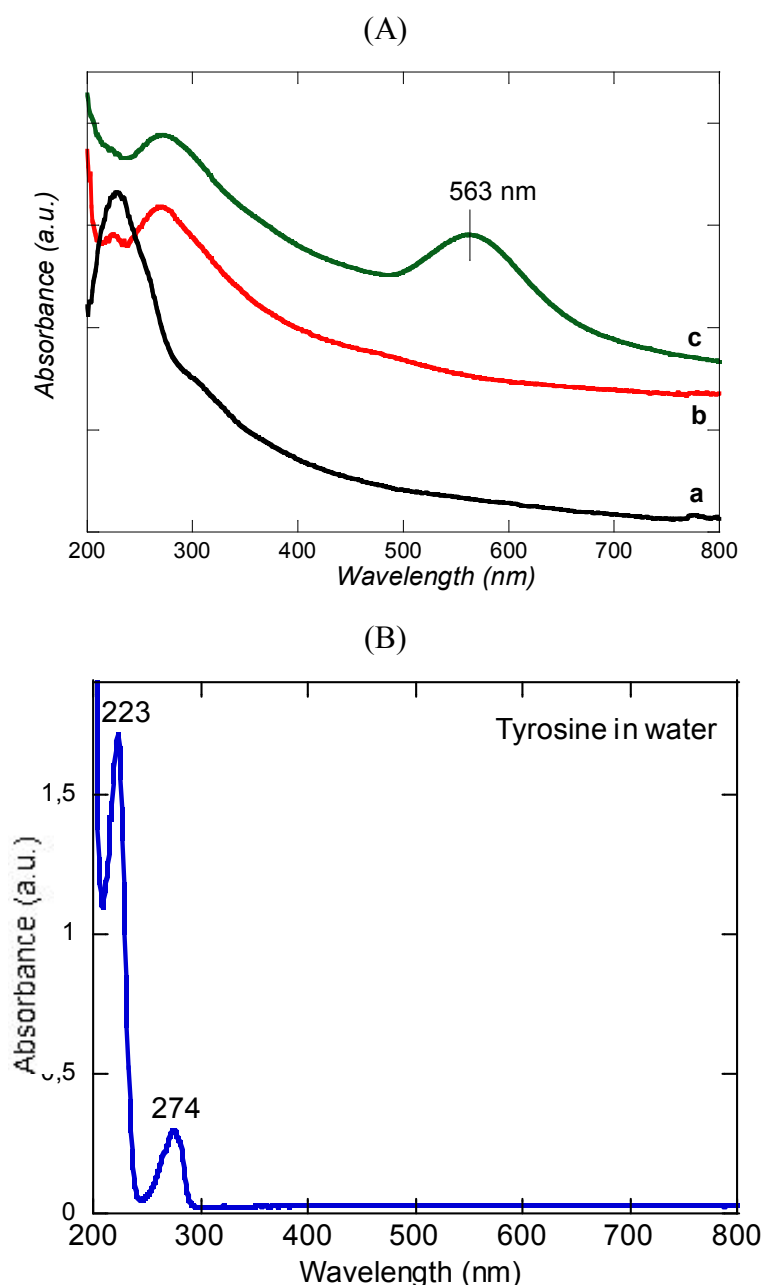 (A)
563 nm
c
b
a
Absorbance (a.u.)
200 300 400 500 600 700 800
Wavelength (nm)
(B)
223
Tyrosine in water
1,5
1
,5
274
0
Absorbance (a.u.)
200 300 400 500 600 700 800
Wavelength (nm)